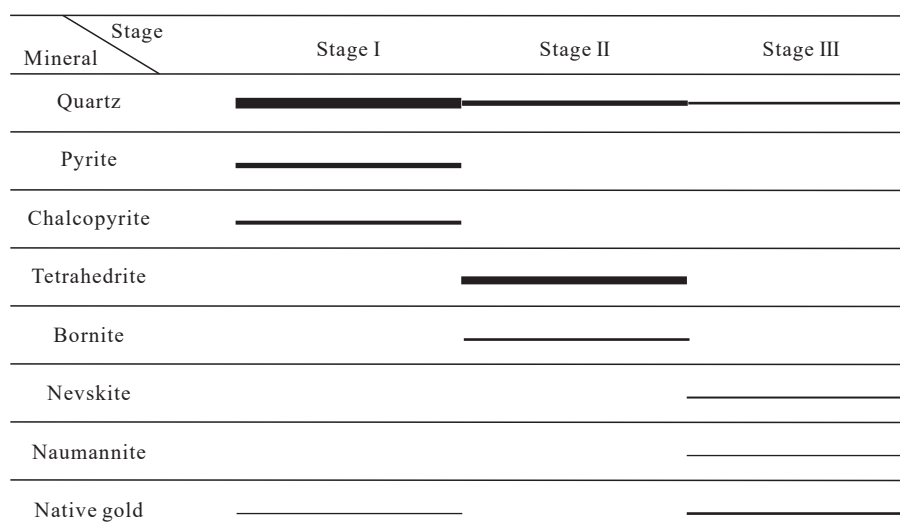 Stage
Mineral
Stage I
Stage II
Stage III
Quartz
Pyrite
Chalcopyrite
Tetrahedrite
Bornite
Nevskite
Naumannite
Native gold